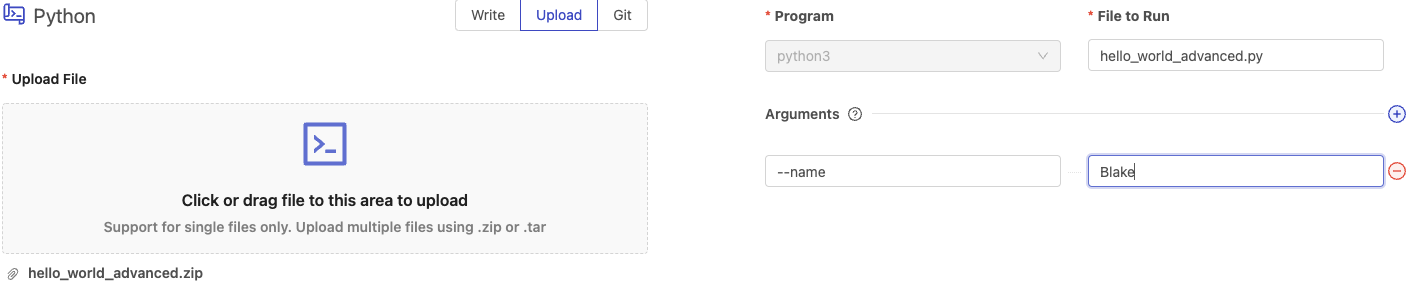 Python
Write
Upload
Git
* Upload File
Click or drag file to this area to upload
Support for single files only. Upload multiple files using .zip or .tar
hello_world_advanced.zip
* Program
* File to Run
python3
hello_world_advanced.py
Arguments ?
--name
Blake